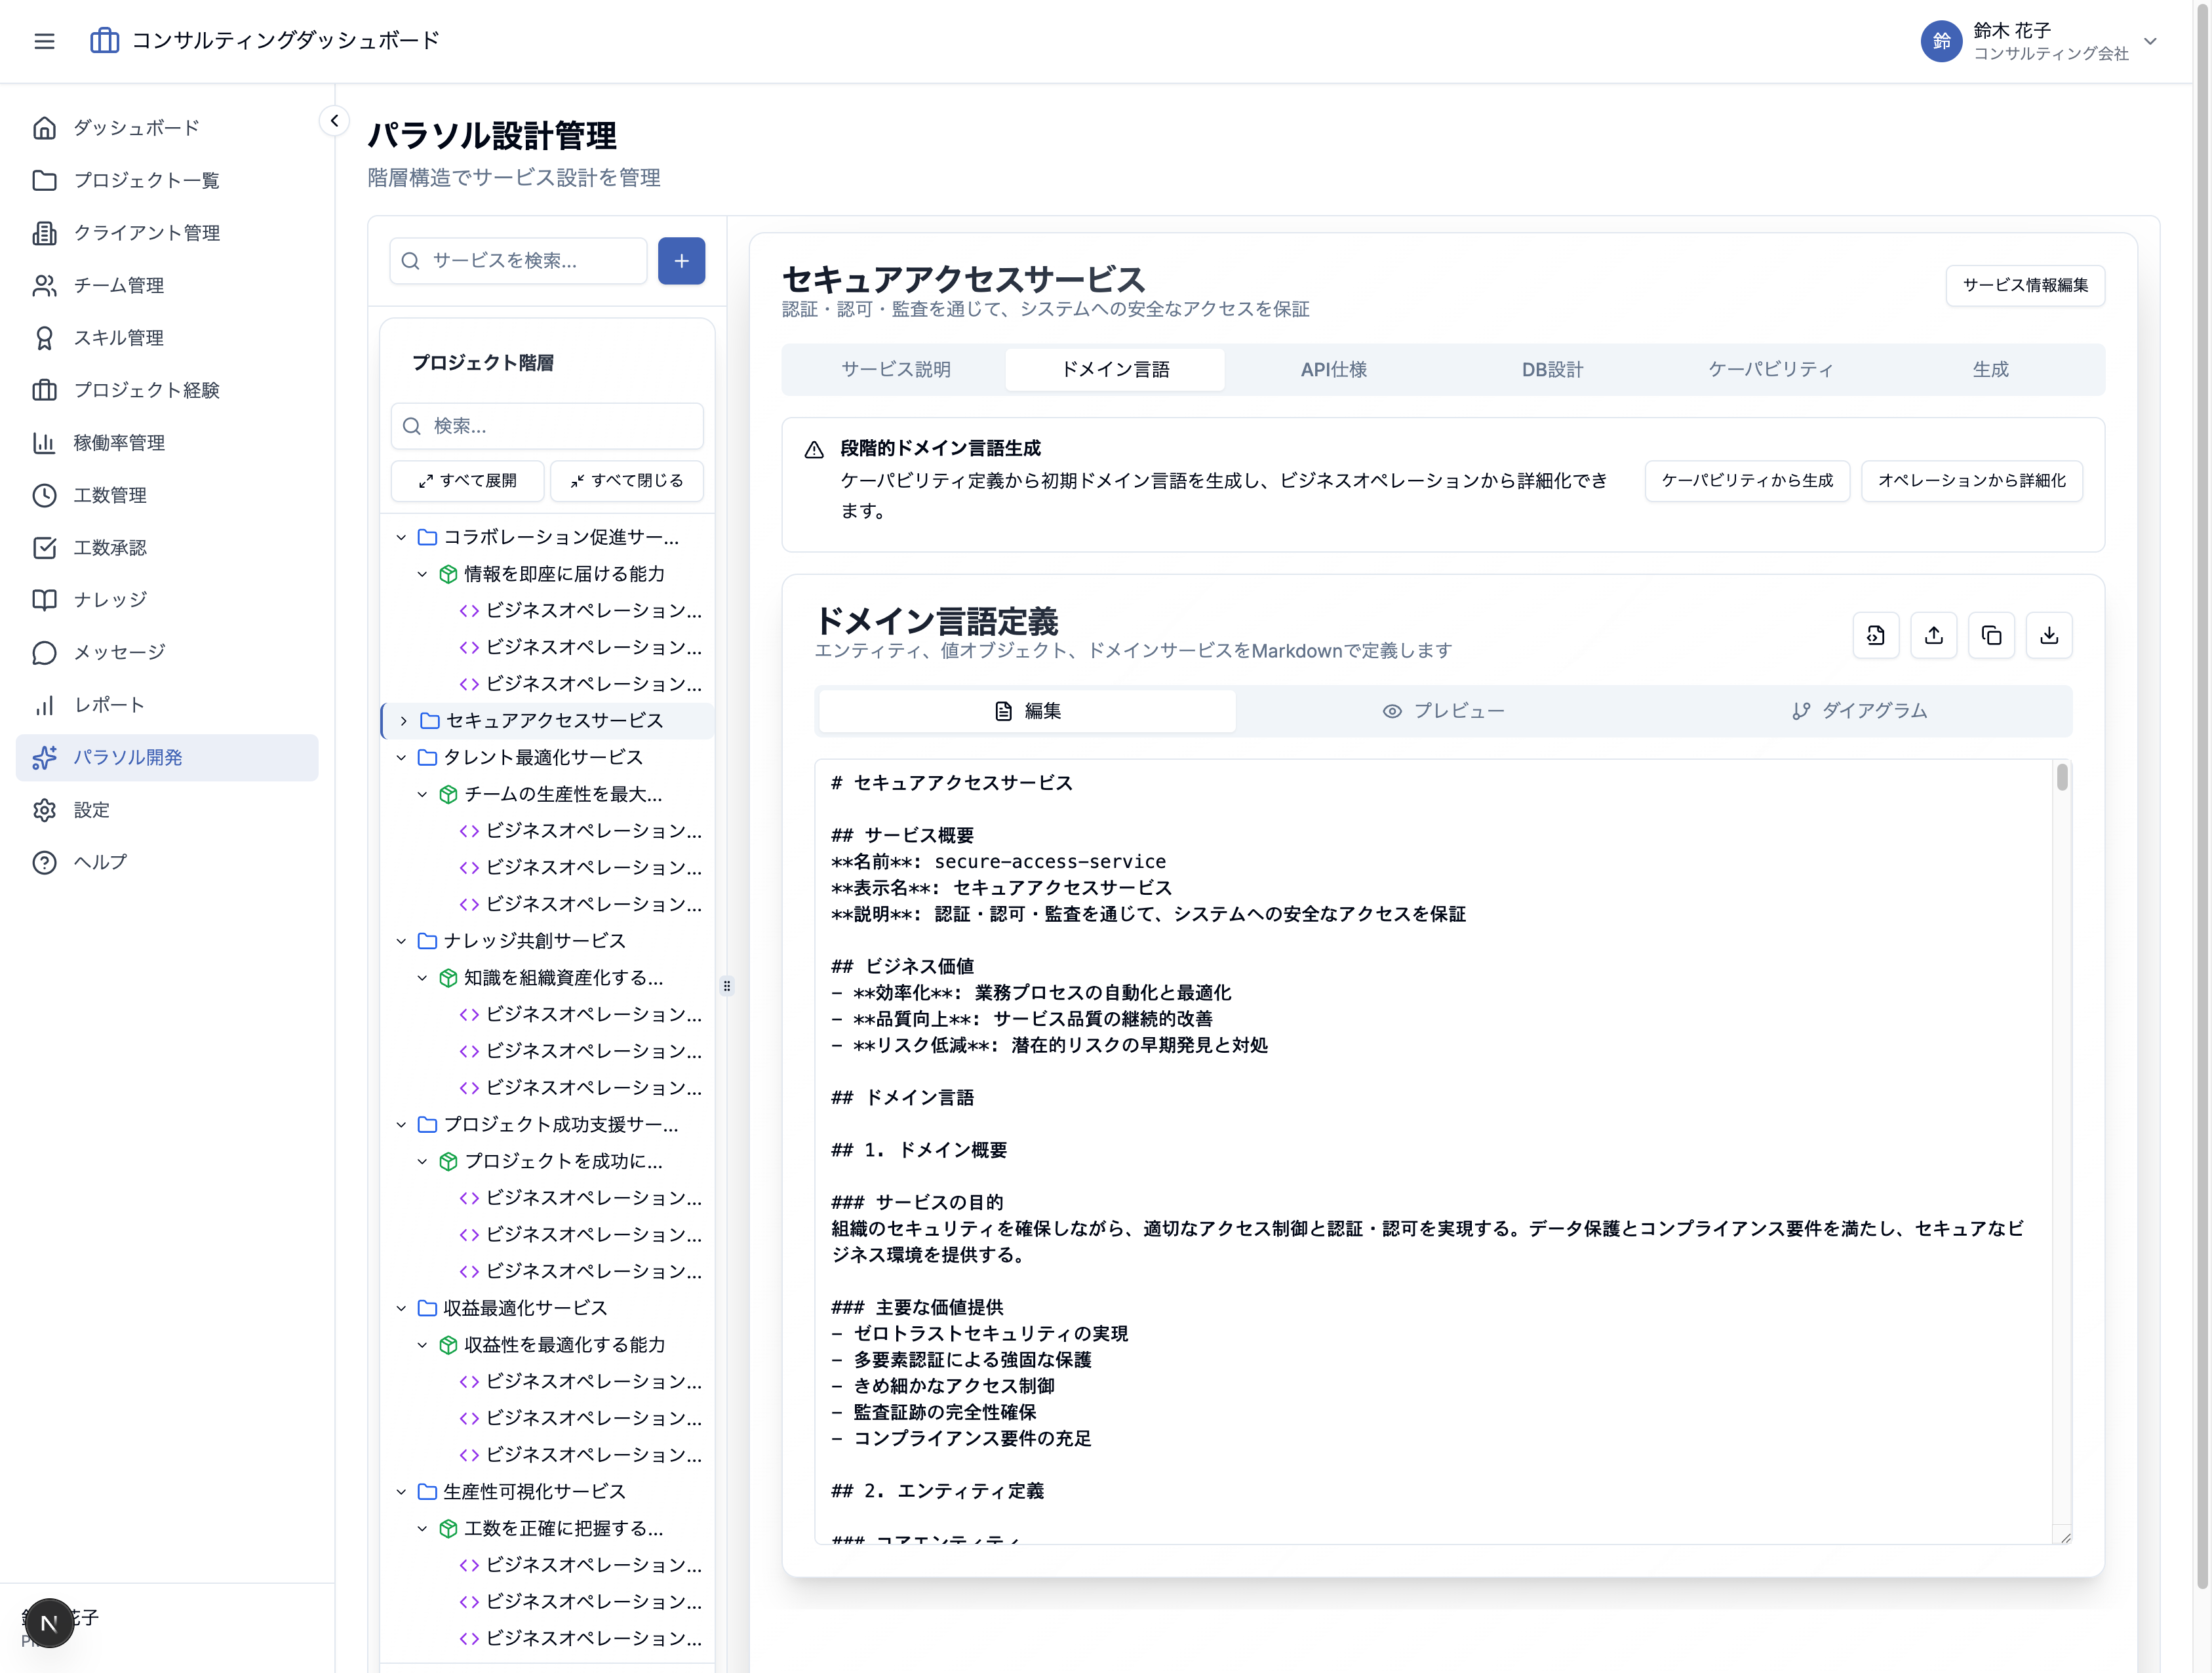 コンサルティングダッシュボード
鈴
鈴木 花子
コンサルティング会社
ダッシュボード
プロジェクト一覧
クライアント管理
チーム管理
スキル管理
プロジェクト経験
稼働率管理
工数管理
工数承認
ナレッジ
メッセージ
レポート
パラソル開発
設定
ヘルプ
N
花子
パラソル設計管理
階層構造でサービス設計を管理
サービスを検索...
+
プロジェクト階層
検索...
すべて展開
すべて閉じる
コラボレーション促進サー...
情報を即座に届ける能力
ビジネスオペレーション...
ビジネスオペレーション...
ビジネスオペレーション...
セキュアアクセスサービス
タレント最適化サービス
チームの生産性を最大...
ビジネスオペレーション...
ビジネスオペレーション...
ビジネスオペレーション...
ナレッジ共創サービス
知識を組織資産化する...
ビジネスオペレーション...
ビジネスオペレーション...
ビジネスオペレーション...
プロジェクト成功支援サー...
プロジェクトを成功に...
ビジネスオペレーション...
ビジネスオペレーション...
ビジネスオペレーション...
収益最適化サービス
収益性を最適化する能力
ビジネスオペレーション...
ビジネスオペレーション...
ビジネスオペレーション...
生産性可視化サービス
工数を正確に把握する...
ビジネスオペレーション...
ビジネスオペレーション...
ビジネスオペレーション...
セキュアアクセスサービス
認証・認可・監査を通じて、システムへの安全なアクセスを保証
サービス情報編集
サービス説明
ドメイン言語
API仕様
DB設計
ケーパビリティ
生成
段階的ドメイン言語生成
ケーパビリティ定義から初期ドメイン言語を生成し、ビジネスオペレーションから詳細化でき
ます。
ケーパビリティから生成
オペレーションから詳細化
ドメイン言語定義
エンティティ、値オブジェクト、ドメインサービスをMarkdownで定義します
編集
プレビュー
ダイアグラム
# セキュアアクセスサービス
## サービス概要
**名前**: secure-access-service
**表示名**: セキュアアクセスサービス
**説明**: 認証・認可・監査を通じて、システムへの安全なアクセスを保証
## ビジネス価値
- **効率化**: 業務プロセスの自動化と最適化
- **品質向上**: サービス品質の継続的改善
- **リスク低減**: 潜在的リスクの早期発見と対処
## ドメイン言語
## 1. ドメイン概要
### サービスの目的
組織のセキュリティを確保しながら、適切なアクセス制御と認証・認可を実現する。データ保護とコンプライアンス要件を満たし、セキュアなビ
ジネス環境を提供する。
### 主要な価値提供
- ゼロトラストセキュリティの実現
- 多要素認証による強固な保護
- きめ細かなアクセス制御
- 監査証跡の完全性確保
- コンプライアンス要件の充足
## 2. エンティティ定義
### コアエンティティ